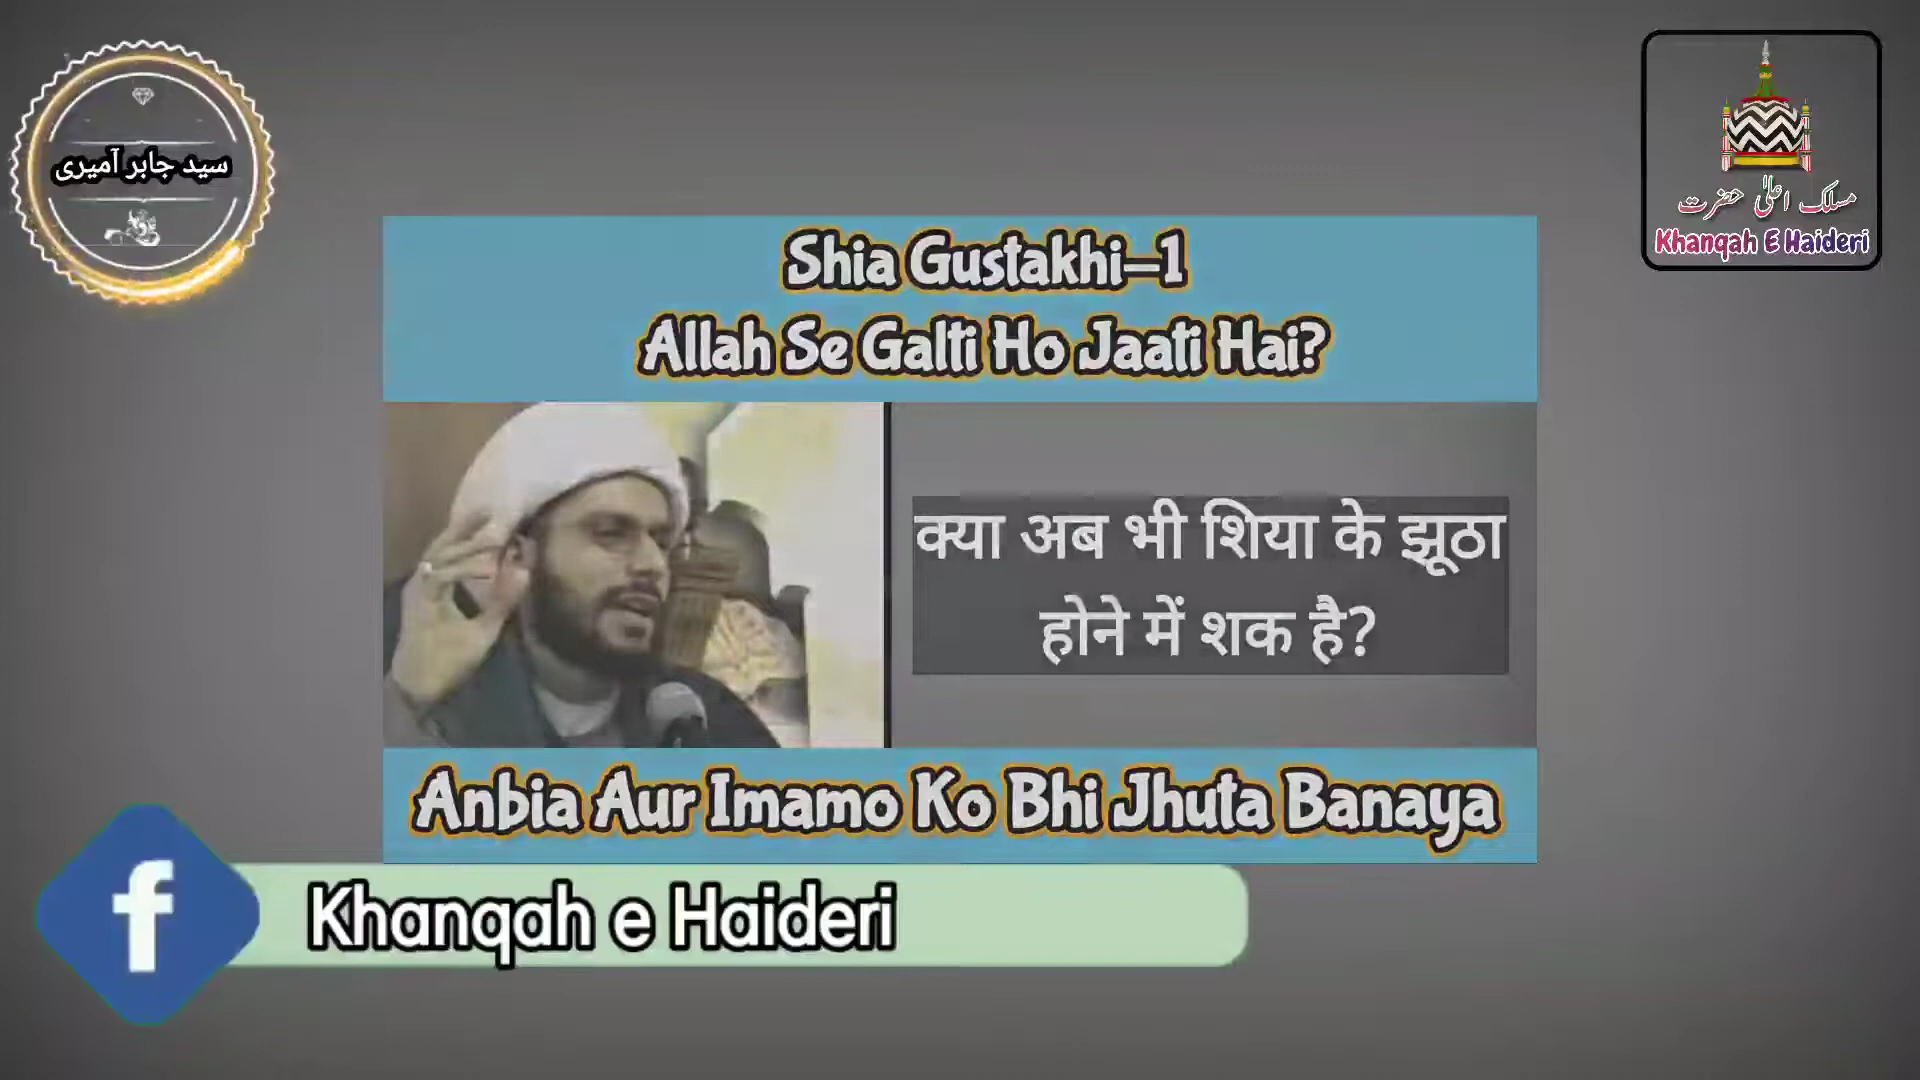 سید جابر آمیری
مسلک اعلیٰ حضرت
Khanqah E Haideri
Shia Gustakhi–1
Allah Se Galti Ho Jaati Hai?
क्या अब भी शिया के झूठा
होने में शक है?
Anbia Aur Imamo Ko Bhi Jhuta Banaya
f
Khanqah e Haideri